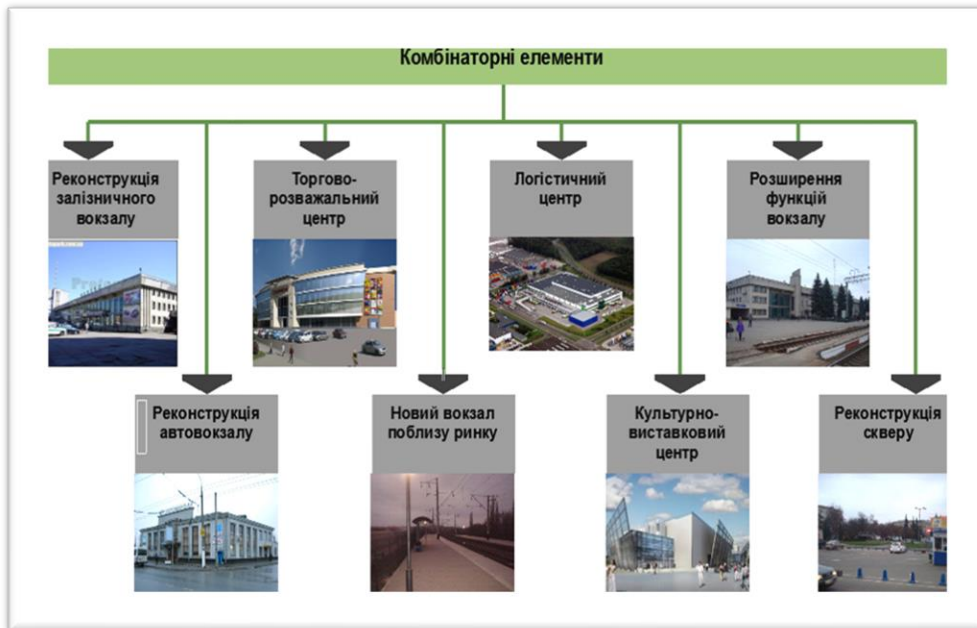 Комбінаторні елементи
Реконструкція
залізничного
вокзалу
Торгово-
розважальний
центр
Логістичний
центр
Розширення
функцій
вокзалу
Реконструкція
автовокзалу
Новий вокзал
поблизу ринку
Культурно-
виставковий
центр
Реконструкція
скверу